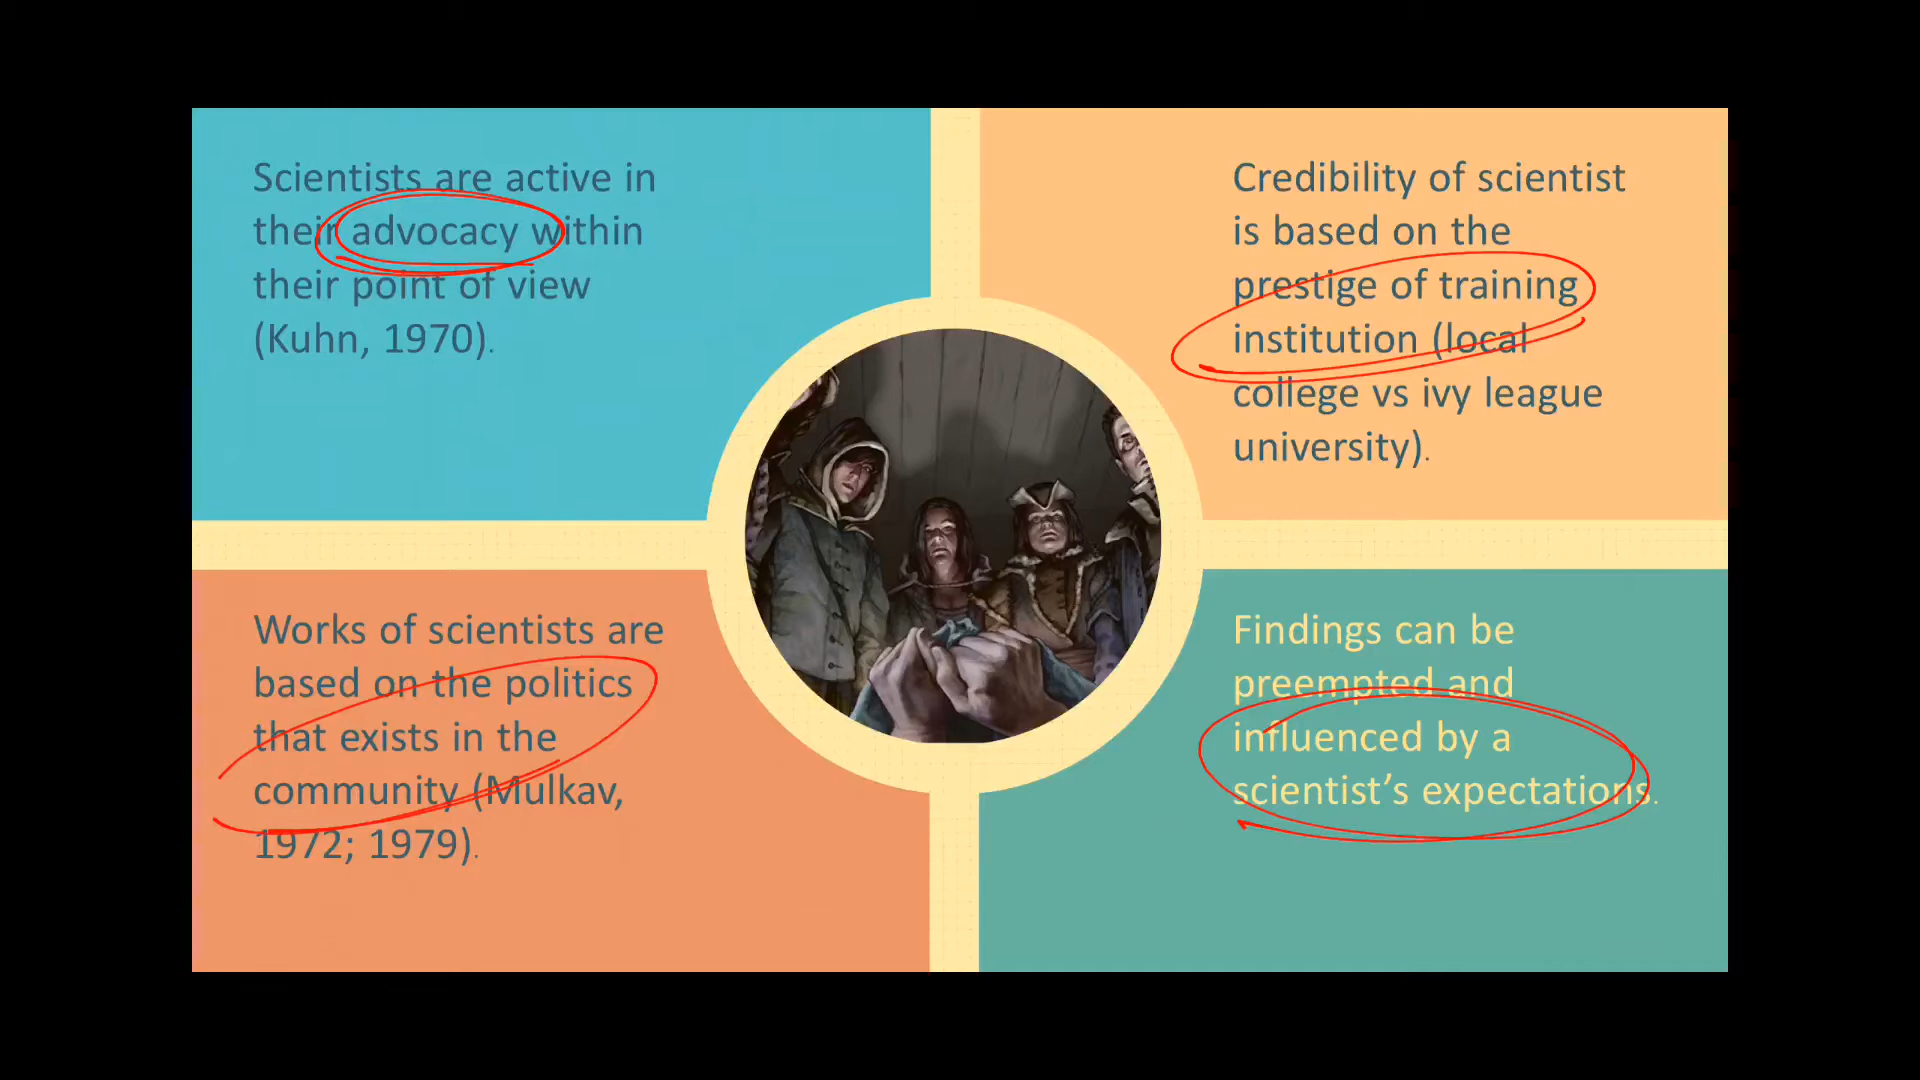 Scientists are active in
their advocacy within
their point of view
(Kuhn, 1970).
Credibility of scientist
is based on the
prestige of training
institution (local
college vs ivy league
university).
Works of scientists are
based on the politics
that exists in the
community (Mulkav,
1972; 1979).
Findings can be
preempted and
influenced by a
scientist’s expectations.